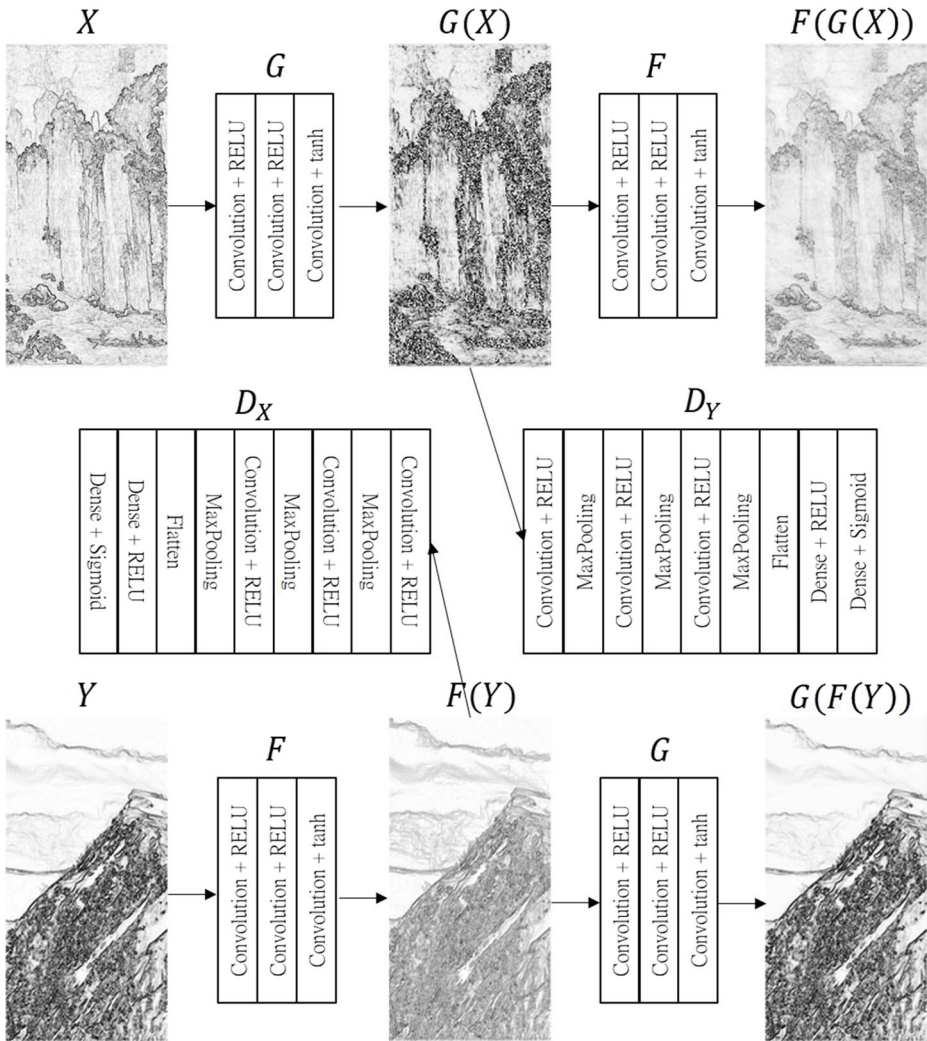 X
G(X)
F(G(X))
G
F
Convolution + RELU
Convolution + RELU
Convolution + tanh
Convolution + RELU
Convolution + RELU
Convolution + tanh
D_X
D_Y
Dense + Sigmoid
Dense + RELU
Flatten
MaxPooling
Convolution + RELU
MaxPooling
Convolution + RELU
MaxPooling
Convolution + RELU
Convolution + RELU
MaxPooling
Convolution + RELU
MaxPooling
Convolution + RELU
MaxPooling
Flatten
Dense + RELU
Dense + Sigmoid
Y
F(Y)
G(F(Y))
F
G
Convolution + RELU
Convolution + RELU
Convolution + tanh
Convolution + RELU
Convolution + RELU
Convolution + tanh